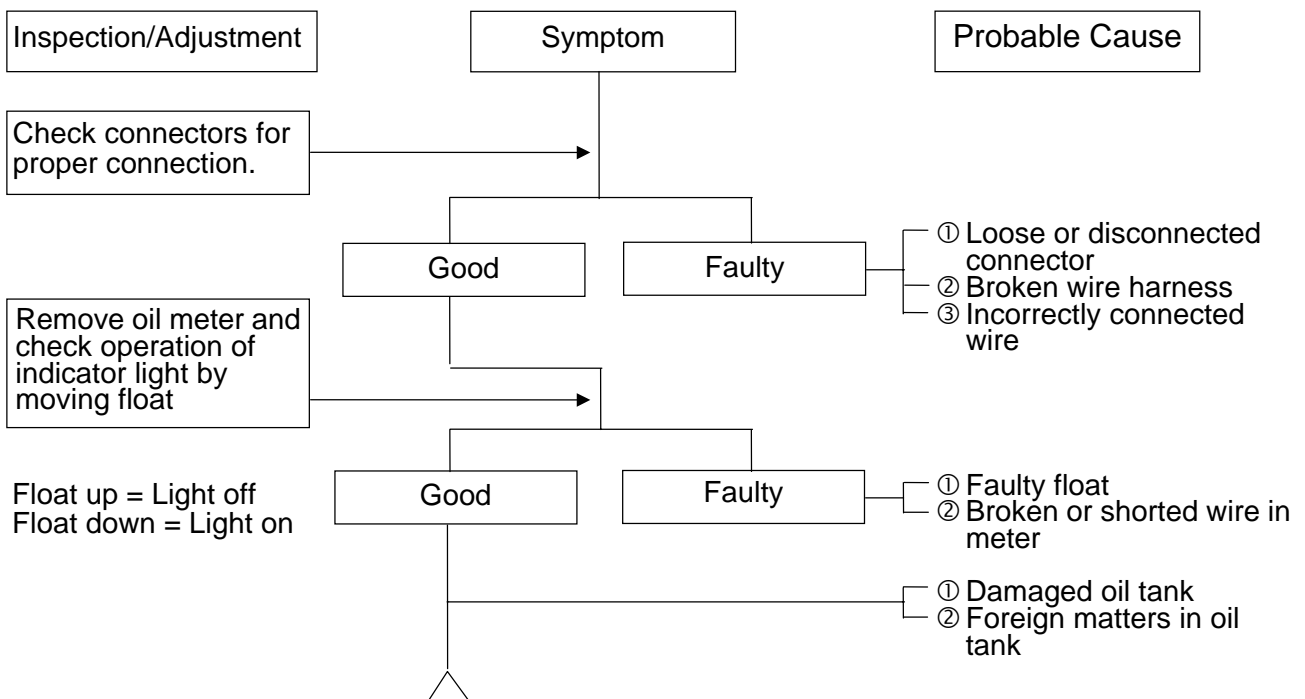 Inspection/Adjustment
Symptom
Probable Cause
Check connectors for
proper connection.
Good
Faulty
① Loose or disconnected
connector
② Broken wire harness
③ Incorrectly connected
wire
Remove oil meter and
check operation of
indicator light by
moving float
Float up = Light off
Float down = Light on
Good
Faulty
① Faulty float
② Broken or shorted wire in
meter
① Damaged oil tank
② Foreign matters in oil
tank